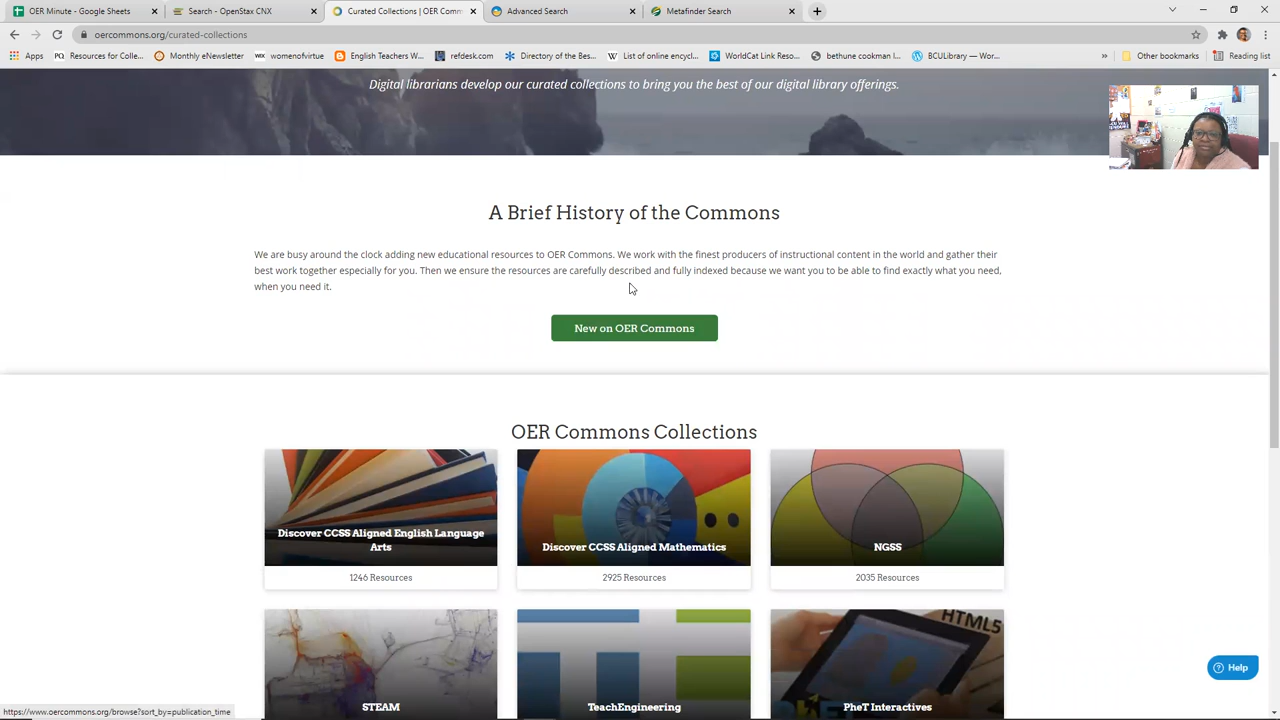 OER Minute - Google Sheets
Search - OpenStax CNX
Curated Collections | OER Comm
Advanced Search
Metafinder Search
oercommons.org/curated-collections
Apps
Resources for Colle...
Monthly eNewsletter
womenofvirtue
English Teachers W...
refdesk.com
Directory of the Bes...
List of online encycl...
WorldCat Link Reso...
bethune cookman l...
BCULibrary — Wor...
»
Other bookmarks
Reading list
Digital librarians develop our curated collections to bring you the best of our digital library offerings.
A Brief History of the Commons
We are busy around the clock adding new educational resources to OER Commons. We work with the finest producers of instructional content in the world and gather their
best work together especially for you. Then we ensure the resources are carefully described and fully indexed because we want you to be able to find exactly what you need,
when you need it.
New on OER Commons
OER Commons Collections
Discover CCSS Aligned English Language
Arts
1246 Resources
Discover CCSS Aligned Mathematics
2925 Resources
NGSS
2035 Resources
STEAM
TeachEngineering
HTML5
PheT Interactives
Help
https://www.oercommons.org/browse?sort_by=publication_time